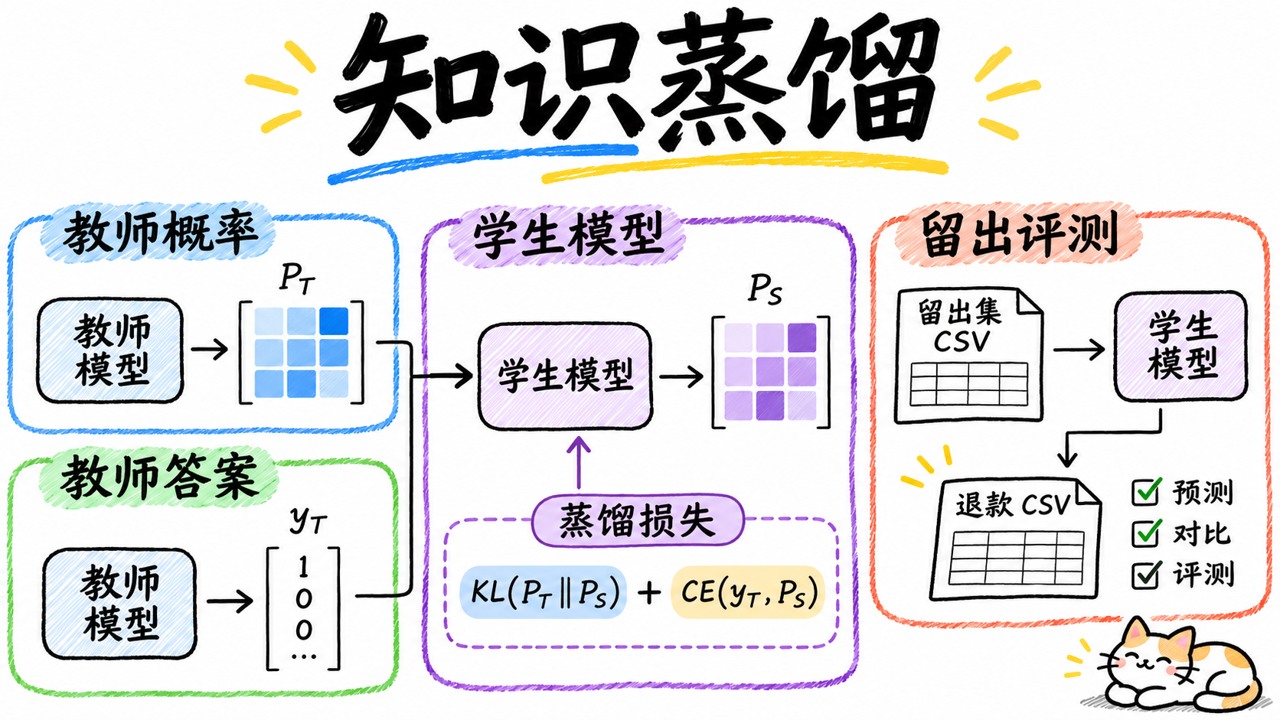 知识蒸馏
教师概率
教师
模型
P_T
教师答案
教师
模型
y_T
1
0
0
...
学生模型
学生模型
P_S
蒸馏损失
KL(P_T || P_S) + CE(y_T, P_S)
留出评测
留出集
CSV
学生
模型
退款 CSV
预测
对比
评测